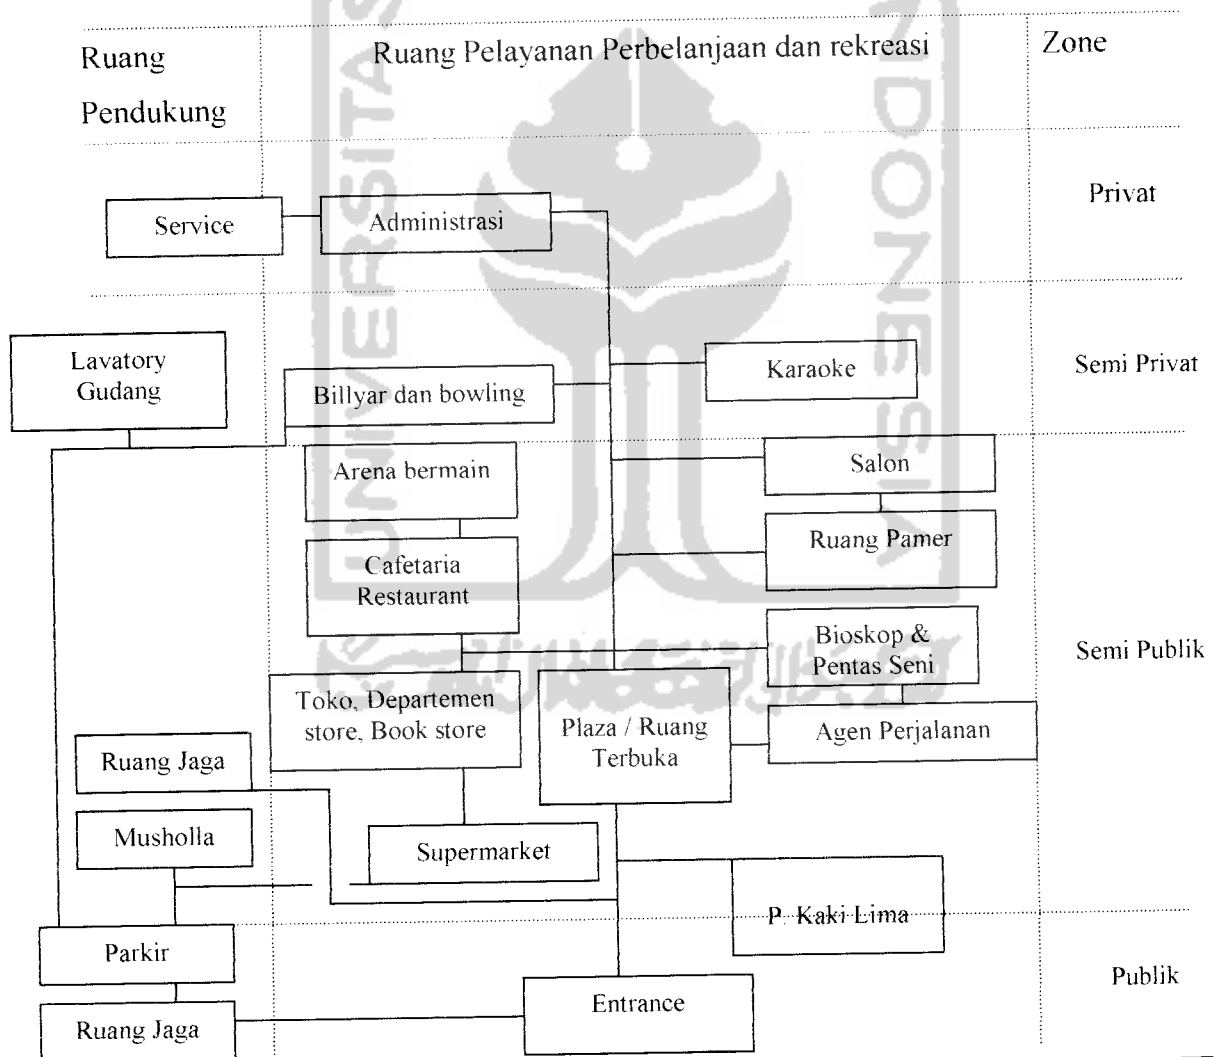 Ruang
Pendukung
Ruang Pelayanan Perbelanjaan dan rekreasi
Zone
Service
Administrasi
Privat
Lavatory
Gudang
Billyar dan bowling
Karaoke
Semi Privat
Arena bermain
Salon
Cafetaria
Restaurant
Ruang Pamer
Bioskop &
Pentas Seni
Semi Publik
Toko, Departemen
store, Book store
Plaza / Ruang
Terbuka
Agen Perjalanan
Ruang Jaga
Musholla
Supermarket
P. Kaki Lima
Parkir
Publik
Entrance
Ruang Jaga
UNIVERSITAS
INDONESIA